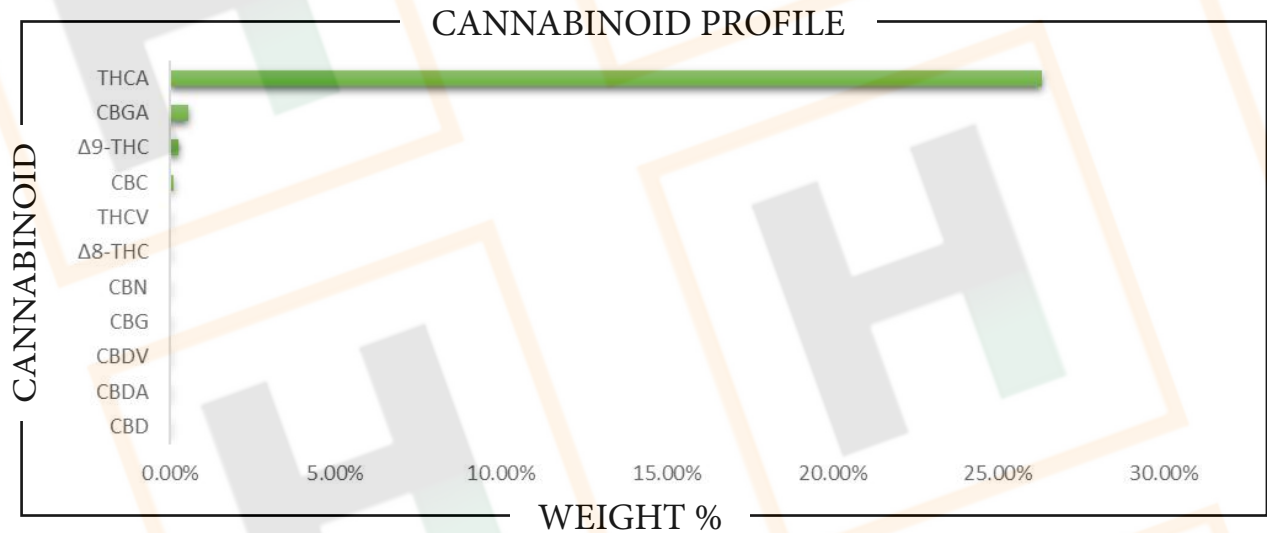 CANNABINOID PROFILE
CANNABINOID
THCA
CBGA
Δ9-THC
CBC
THCV
Δ8-THC
CBN
CBG
CBDV
CBDA
CBD
0.00% 5.00% 10.00% 15.00% 20.00% 25.00% 30.00%
WEIGHT %